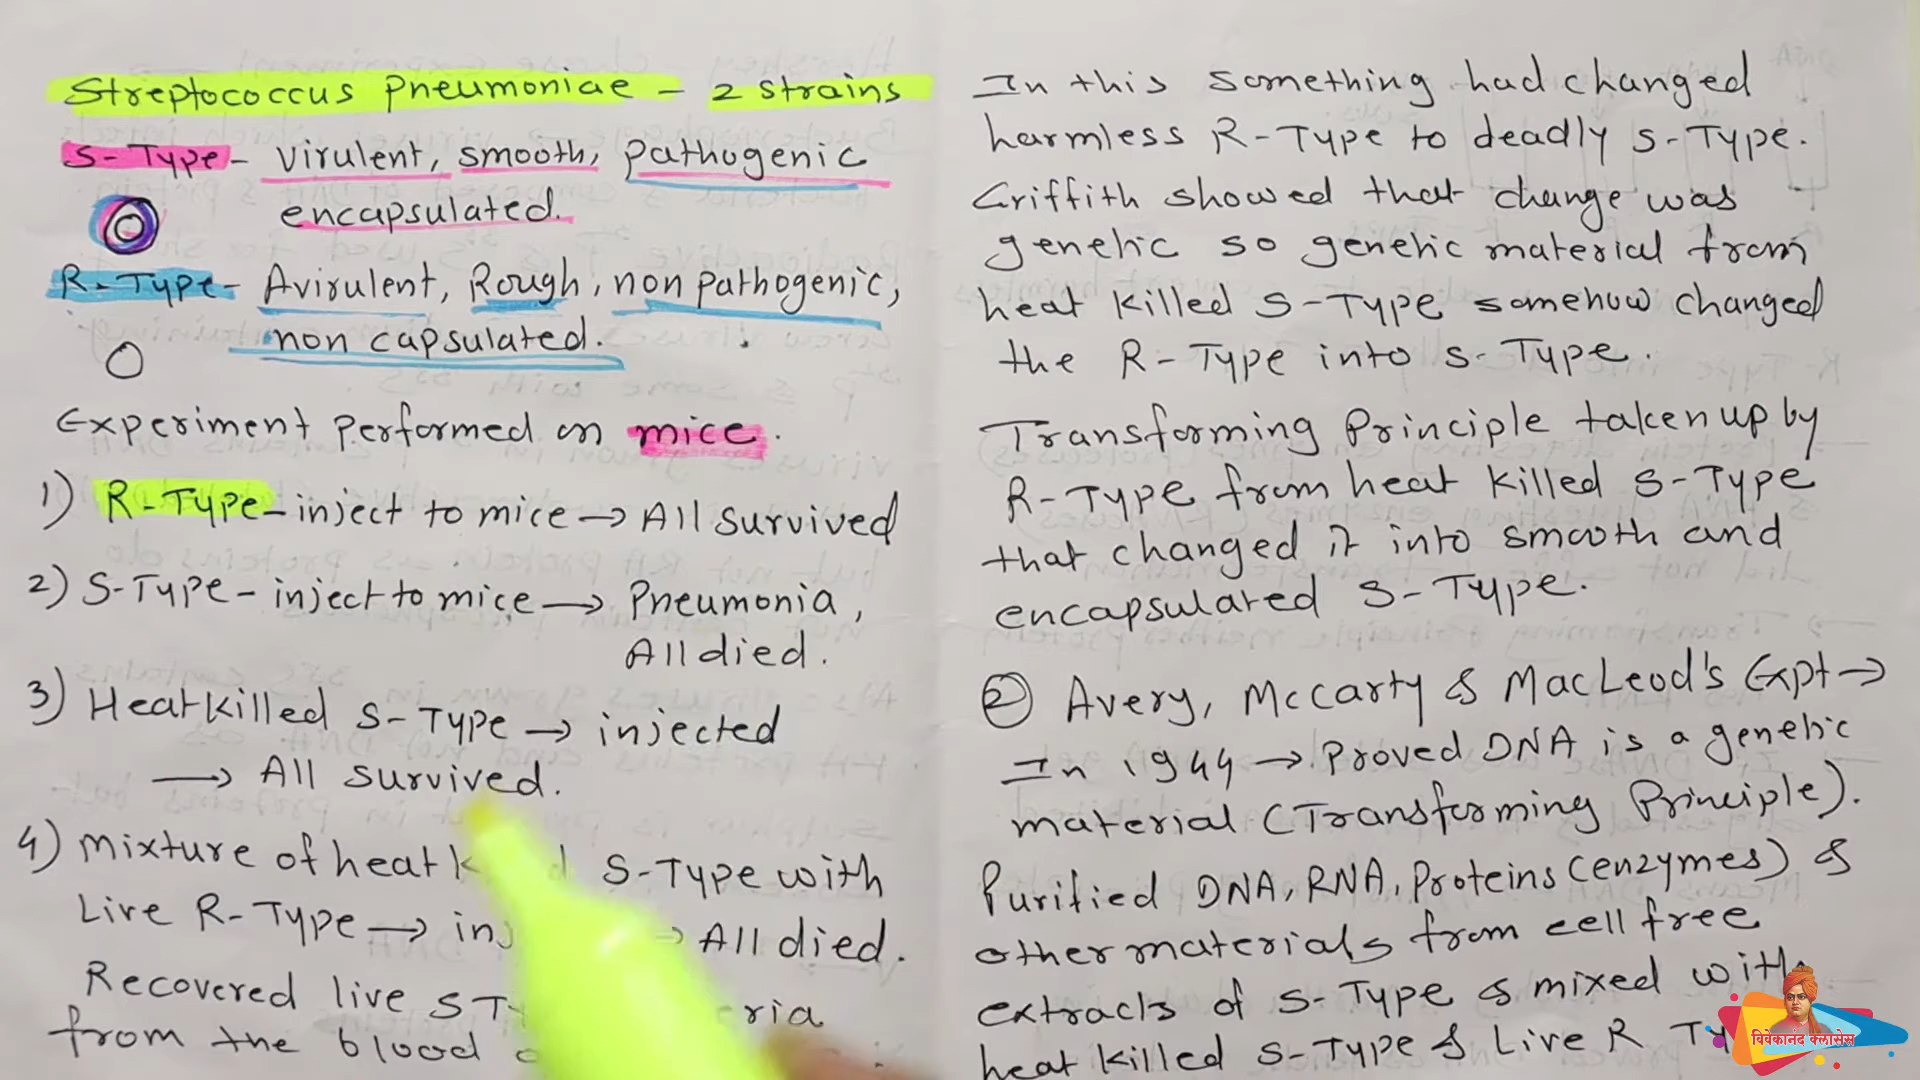 Streptococcus Pneumoniae - 2 strains
S-Type - virulent, smooth, pathogenic
encapsulated.
R-Type - Avirulent, Rough, non pathogenic,
non capsulated.
Experiment performed on mice.
1) R-Type - inject to mice → All survived
2) S-Type - inject to mice → Pneumonia,
All died.
3) Heat killed S-Type → injected
→ All survived.
4) Mixture of heat S-Type with
Live R-Type → → All died.
Recovered live S
from the blood
In this something had changed
harmless R-Type to deadly S-Type.
Griffith showed that change was
genetic so genetic material from
heat killed S-Type somehow changed
the R-Type into S-Type.
Transforming Principle taken up by
R-Type from heat killed S-Type
that changed it into smooth and
encapsulated S-Type.
② Avery, McCarty & MacLeod's Expt →
In 1944 → Proved DNA is a genetic
material (Transforming Principle).
Purified DNA, RNA, Proteins (enzymes) &
other materials from cell free
extracts of S-Type & mixed with
heat killed S-Type & Live R
विवेकानंद क्लासेस